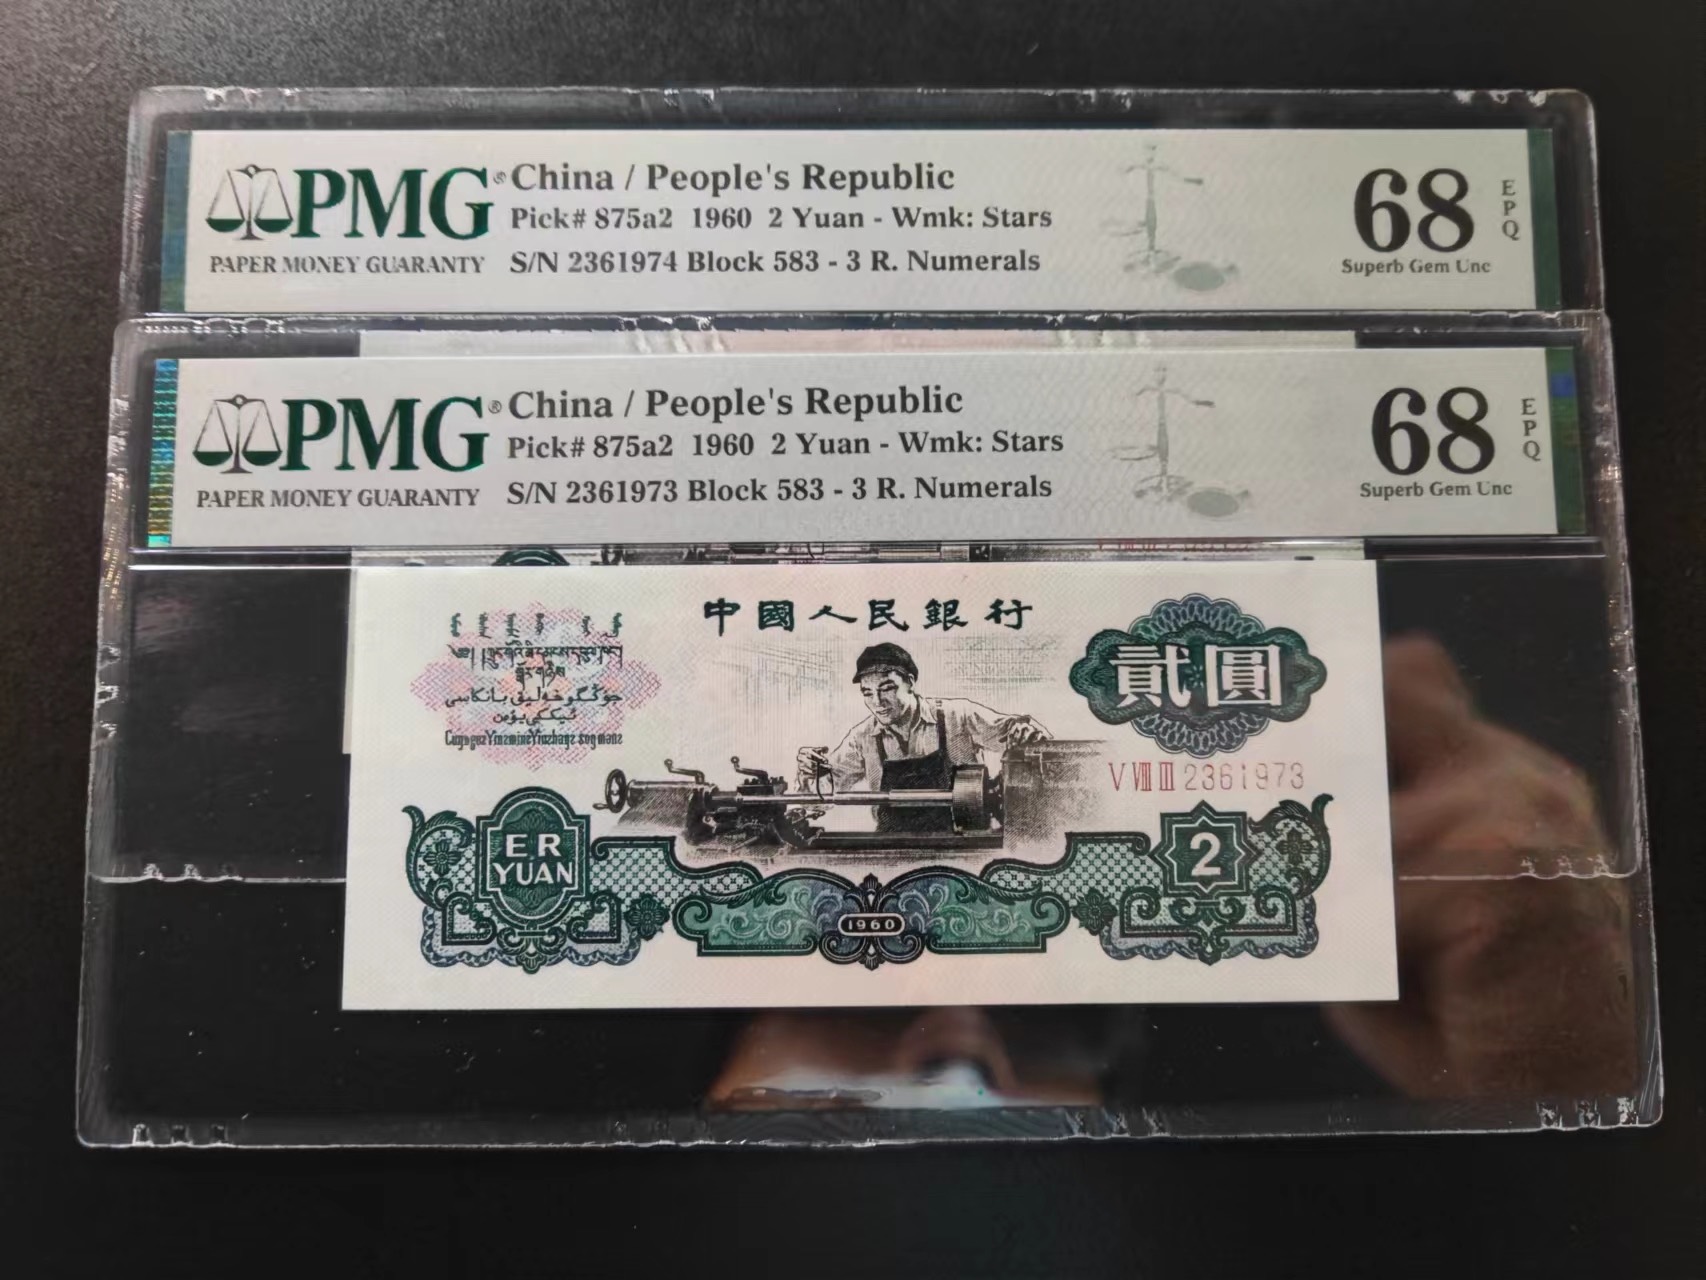 PMG®
PAPER MONEY GUARANTY
China / People's Republic
Pick# 875a2 1960 2 Yuan - Wmk: Stars
S/N 2361974 Block 583 - 3 R. Numerals
68 EPQ
Superb Gem Unc
PMG®
PAPER MONEY GUARANTY
China / People's Republic
Pick# 875a2 1960 2 Yuan - Wmk: Stars
S/N 2361973 Block 583 - 3 R. Numerals
68 EPQ
Superb Gem Unc
中國人民銀行
貳圓
Ⅴ Ⅷ Ⅲ 2361973
ER
YUAN
2
1960